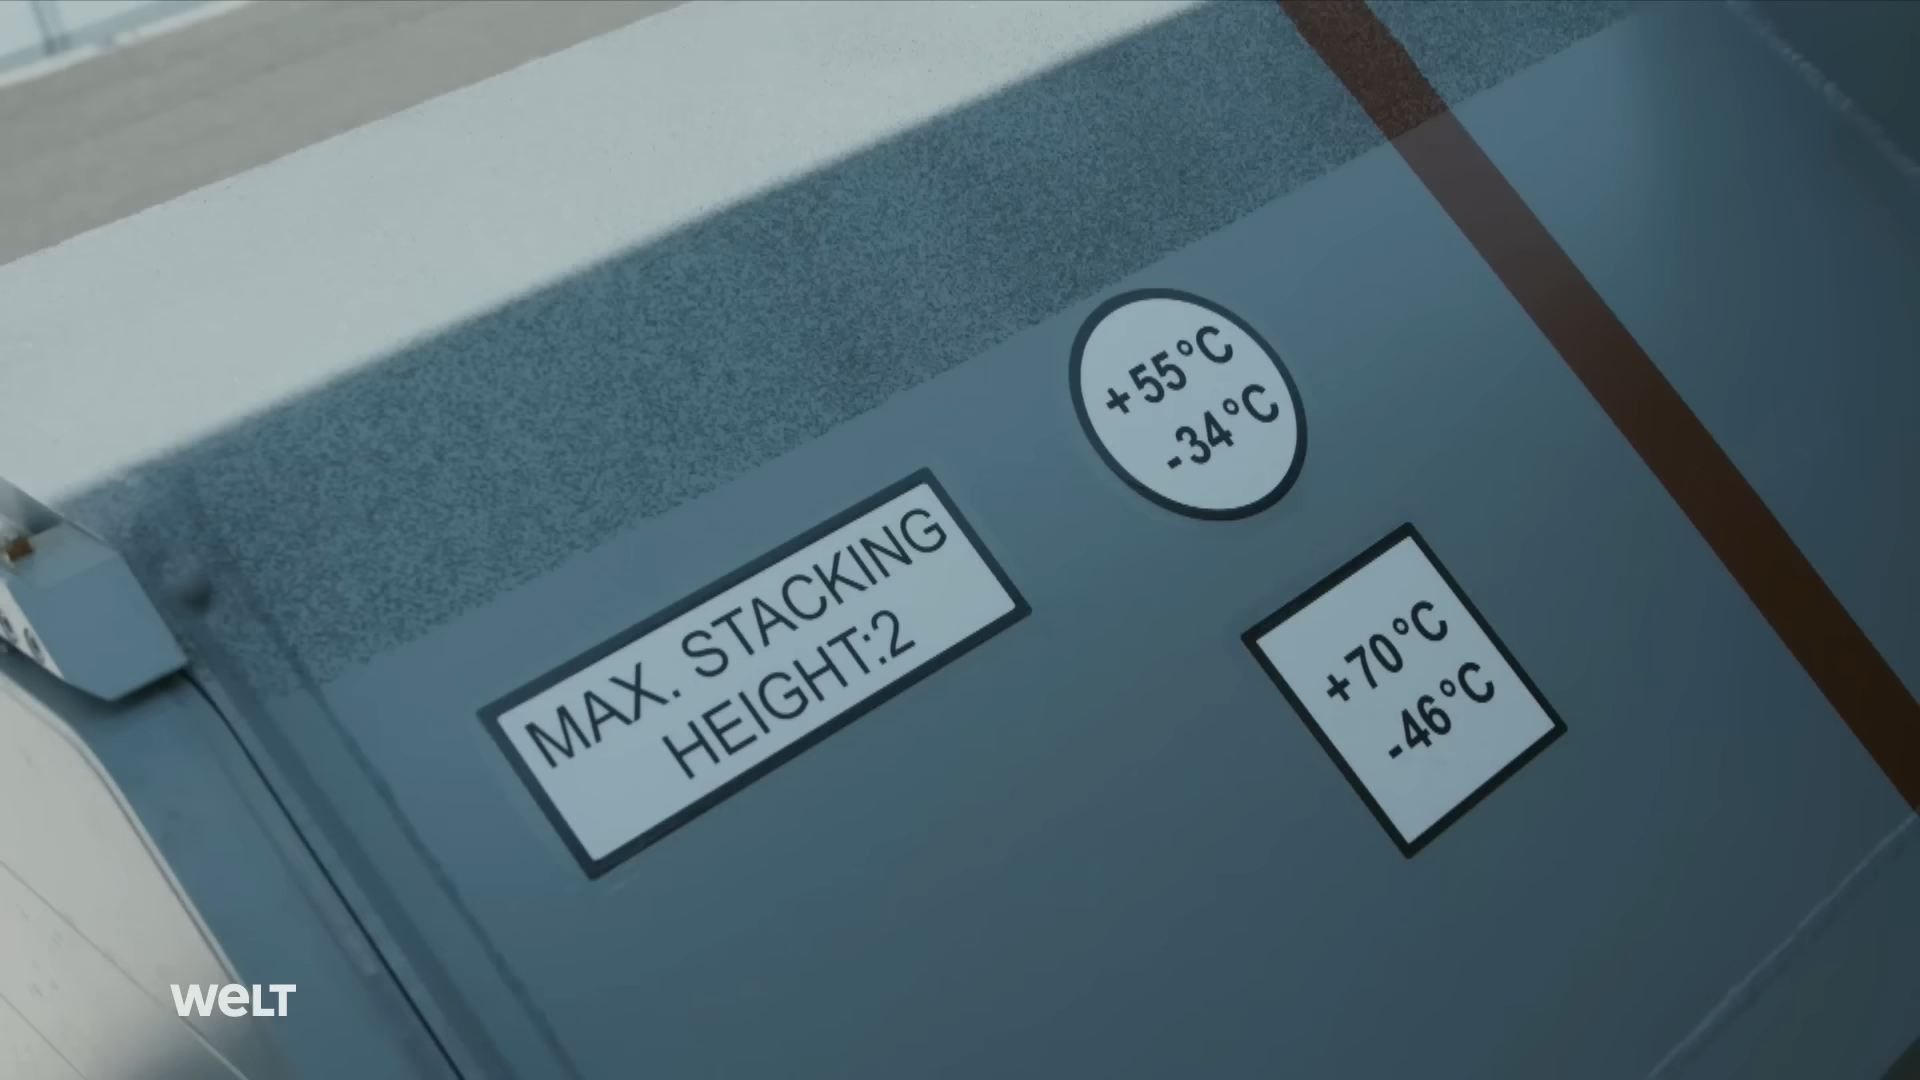 +55°C
-34°C
MAX. STACKING
HEIGHT:2
+70°C
-46°C
WELT